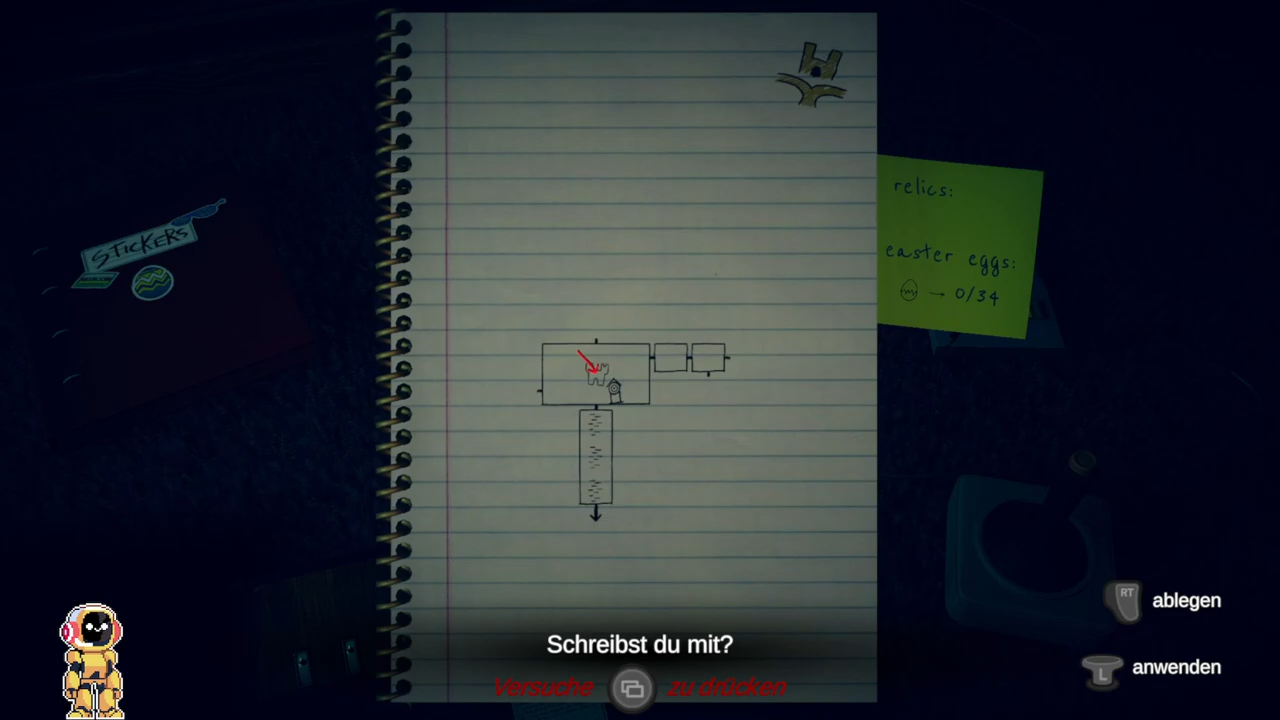 STICKERS
relics:
easter eggs:
→ 0/34
RT ablegen
Schreibst du mit?
L anwenden
Versuche zu drücken